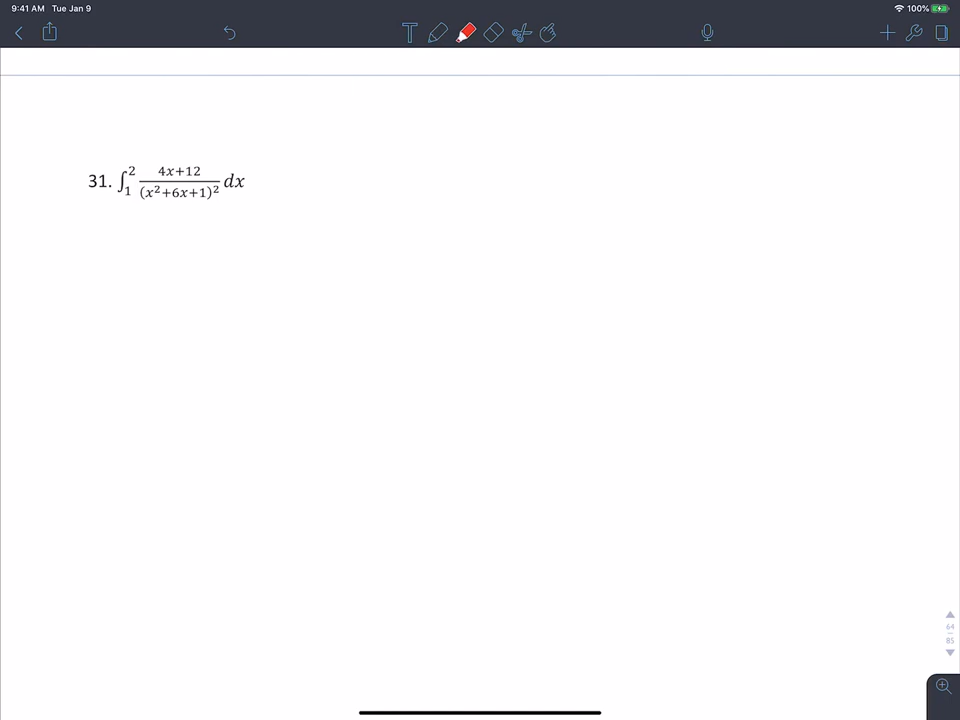 9:41 AM Tue Jan 9
100%
T
31. ∫₁² (4x+12)/(x²+6x+1)² dx
64
85